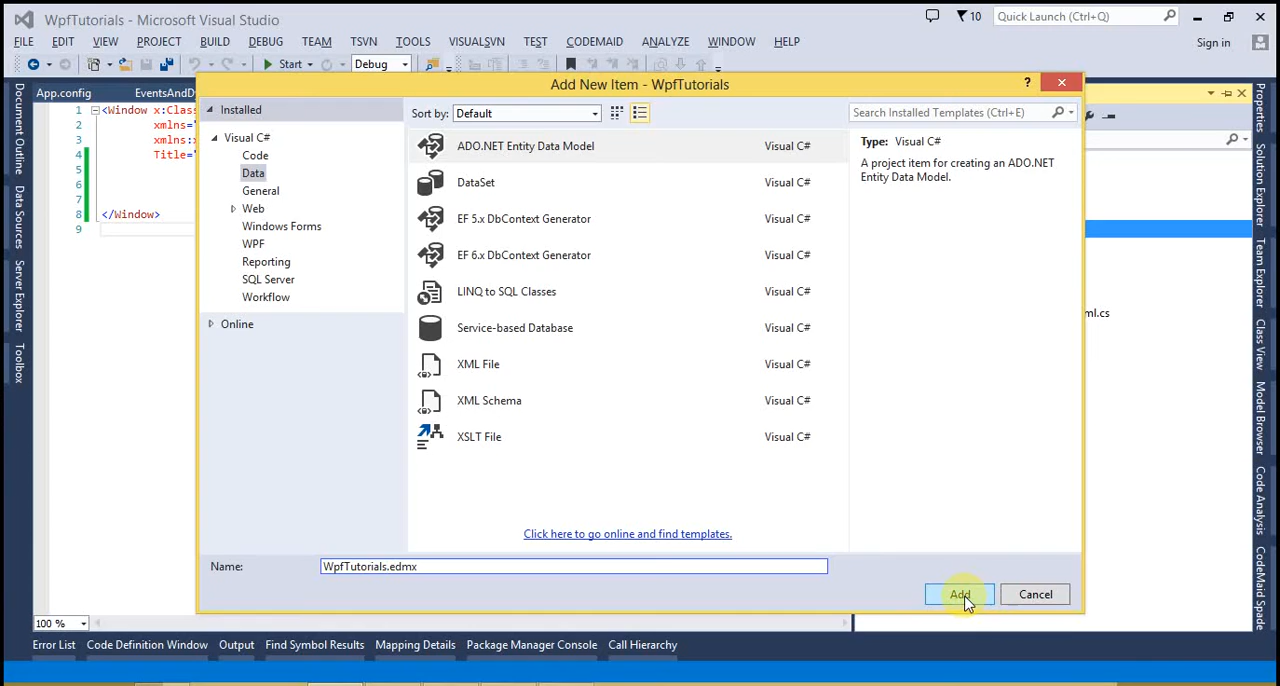 WpfTutorials - Microsoft Visual Studio
10
Quick Launch (Ctrl+Q)
FILE EDIT VIEW PROJECT BUILD DEBUG TEAM TSVN TOOLS VISUALSVN TEST CODEMAID ANALYZE WINDOW HELP
Sign in
Start Debug
Add New Item - WpfTutorials
?
App.config EventsAndD
1 <Window x:Class
2 xmlns="
3 xmlns:x
4 Title="
5
6
7
8 </Window>
9
Installed
Visual C#
Code
Data
General
Web
Windows Forms
WPF
Reporting
SQL Server
Workflow
Online
Sort by: Default
Search Installed Templates (Ctrl+E)
ADO.NET Entity Data Model Visual C#
DataSet Visual C#
EF 5.x DbContext Generator Visual C#
EF 6.x DbContext Generator Visual C#
LINQ to SQL Classes Visual C#
Service-based Database Visual C#
XML File Visual C#
XML Schema Visual C#
XSLT File Visual C#
Type: Visual C#
A project item for creating an ADO.NET
Entity Data Model.
Click here to go online and find templates.
Name: WpfTutorials.edmx
Add Cancel
ml.cs
Document Outline
Data Sources
Server Explorer
Toolbox
Properties
Solution Explorer
Team Explorer
Class View
Model Browser
Code Analysis
CodeMaid Spade
100 %
Error List Code Definition Window Output Find Symbol Results Mapping Details Package Manager Console Call Hierarchy